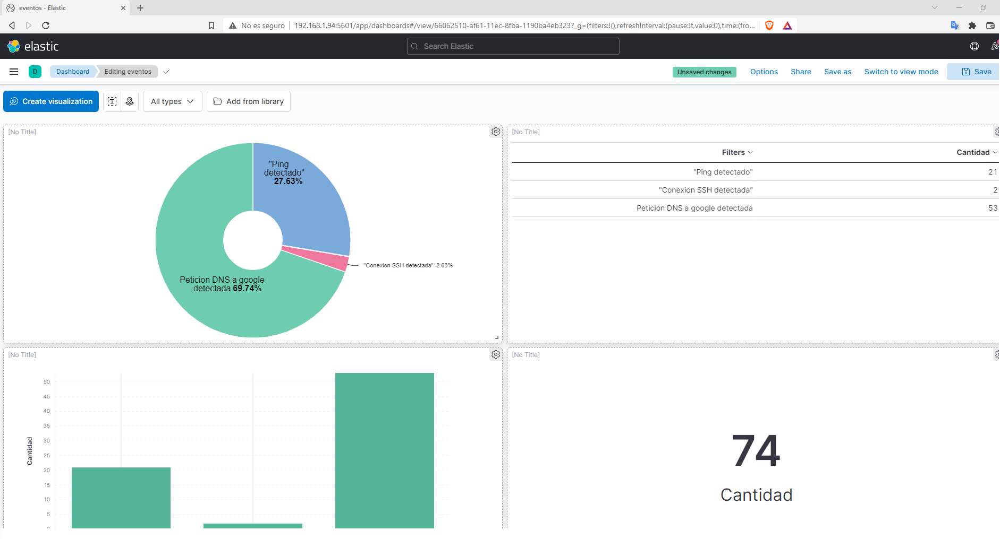 eventos - Elastic
No es seguro
192.168.1.94:5601/app/dashboards#/view/66062510-af61-11ec-8fba-1190ba4eb323?_g=(filters:!(),refreshInterval:(pause:!t,value:0),time:(fro...
elastic
Search Elastic
D
Dashboard
Editing eventos
Unsaved changes
Options
Share
Save as
Switch to view mode
Save
Create visualization
All types
Add from library
[No Title]
"Ping
detectado"
27.63%
"Conexion SSH detectada" 2.63%
Peticion DNS a google
detectada 69.74%
[No Title]
Filters
Cantidad
"Ping detectado" 21
"Conexion SSH detectada" 2
Peticion DNS a google detectada 53
[No Title]
50
45
40
35
30
25
20
15
10
5
Cantidad
[No Title]
74
Cantidad